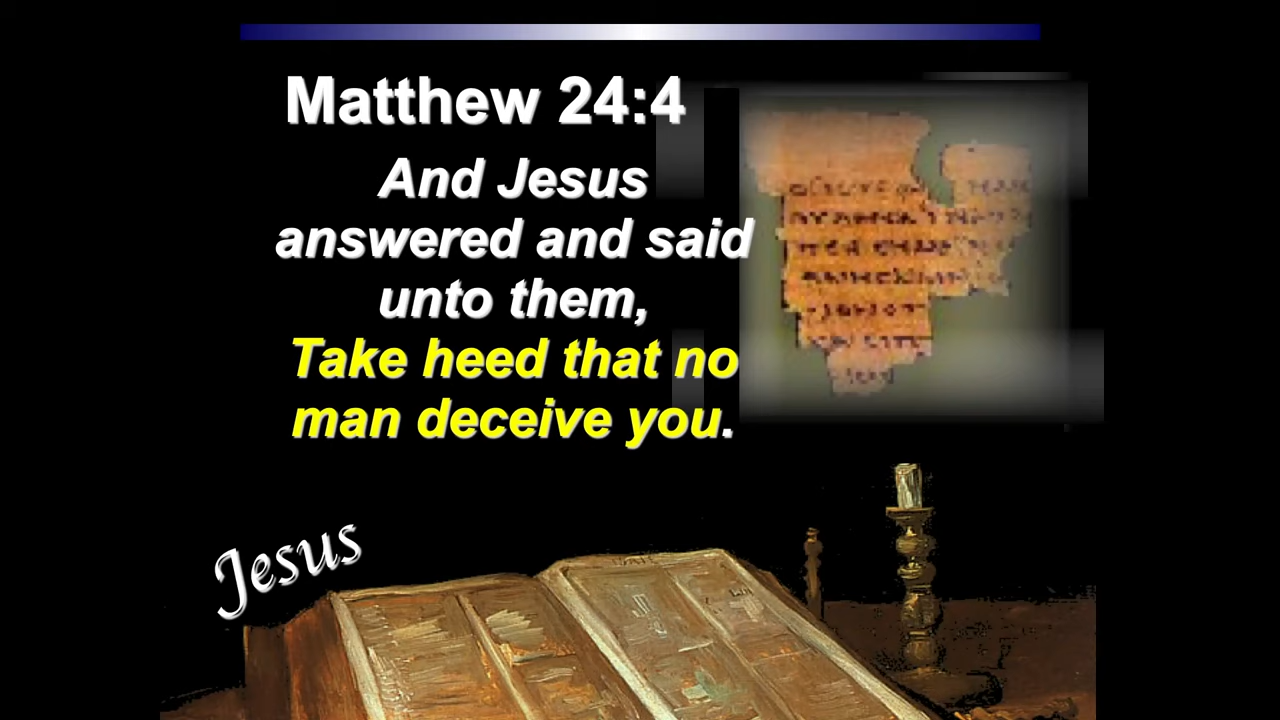 Matthew 24:4
And Jesus
answered and said
unto them,
Take heed that no
man deceive you.
Jesus